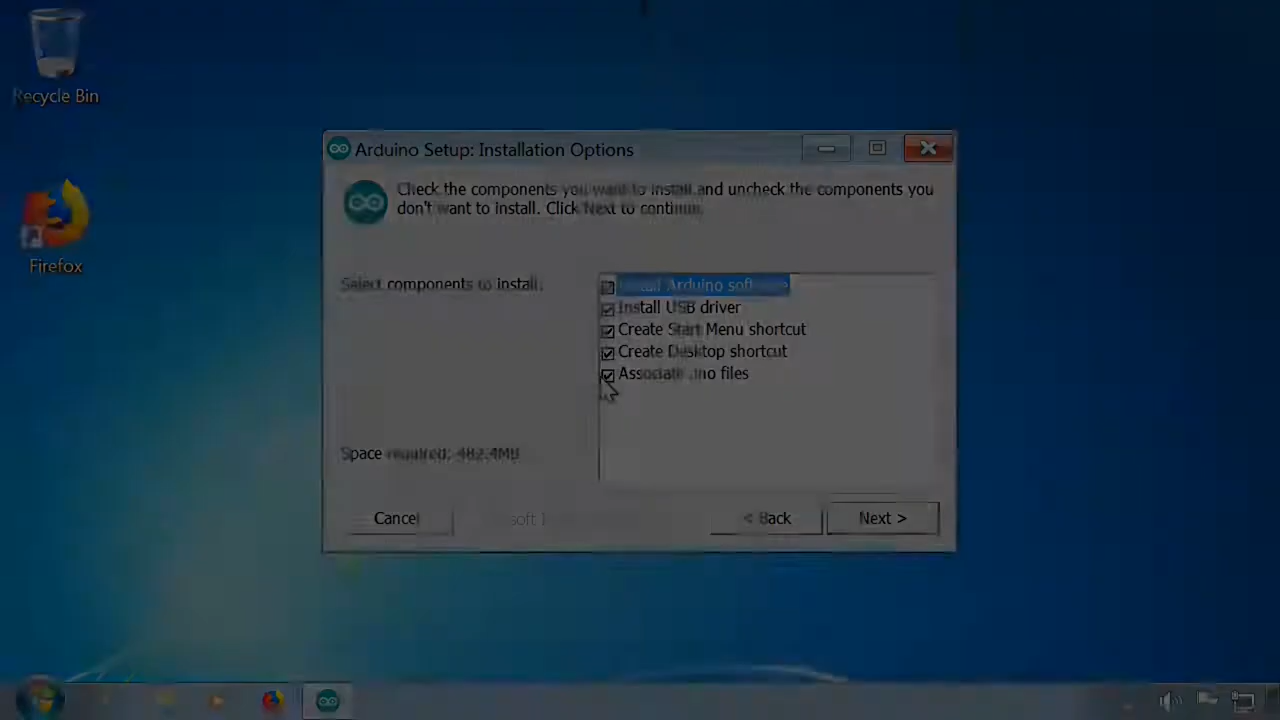 Recycle Bin
Firefox
Arduino Setup: Installation Options
Check the components you want to install and uncheck the components you
don't want to install. Click Next to continue.
Select components to install:
Install Arduino software
Install USB driver
Create Start Menu shortcut
Create Desktop shortcut
Associate .ino files
Space required: 482.4MB
Cancel
< Back
Next >